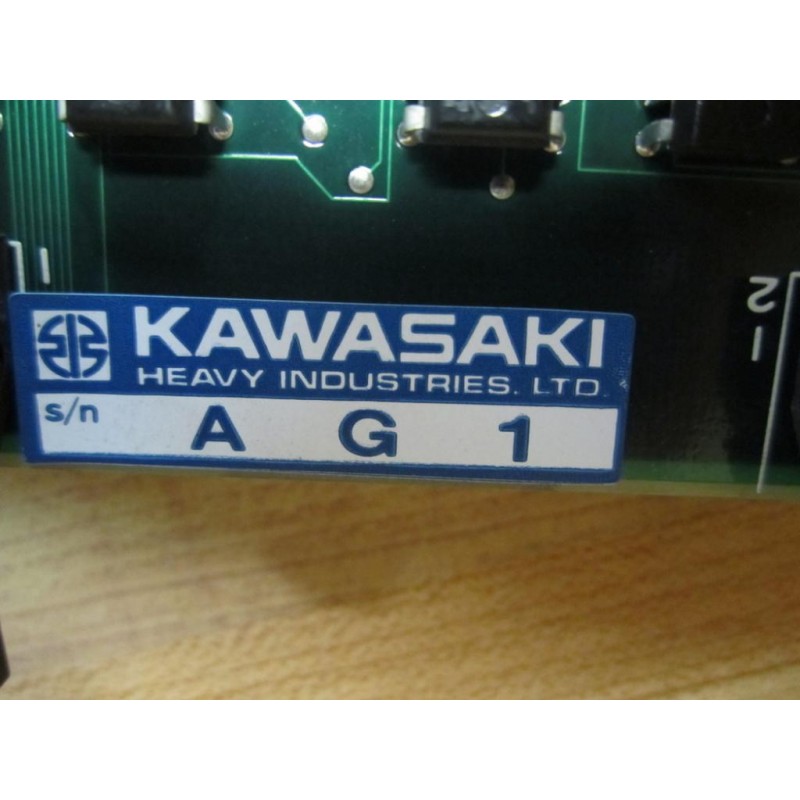 KAWASAKI
HEAVY INDUSTRIES. LTD.
s/n A G 1
2
1